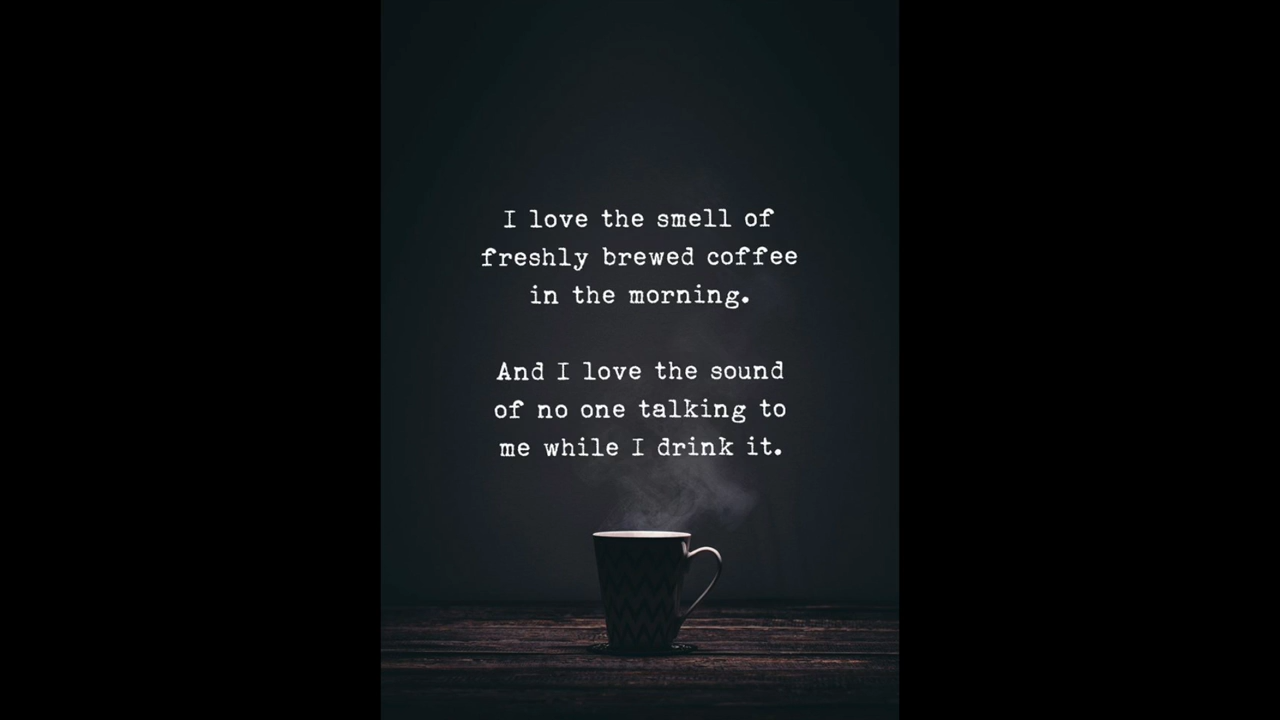 I love the smell of
freshly brewed coffee
in the morning.
And I love the sound
of no one talking to
me while I drink it.